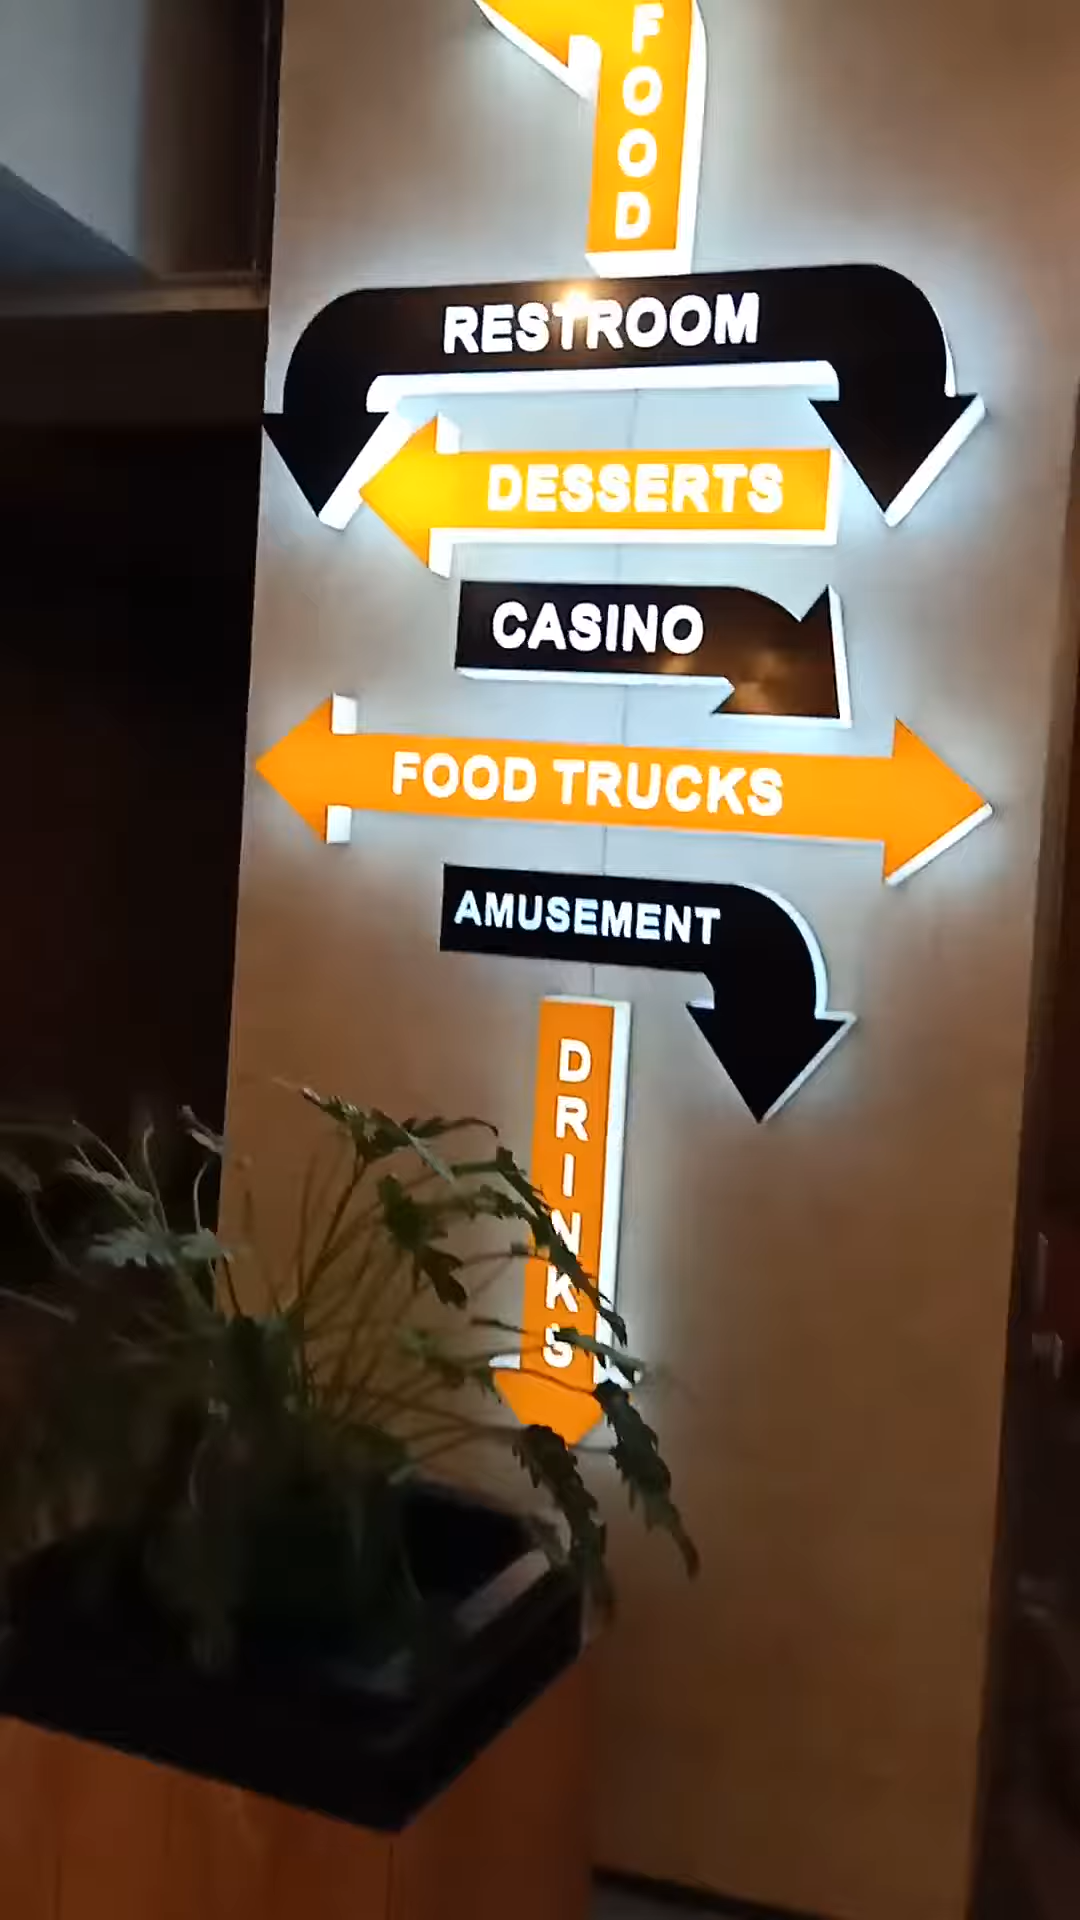 FOOD
RESTROOM
DESSERTS
CASINO
FOOD TRUCKS
AMUSEMENT
DRINKS